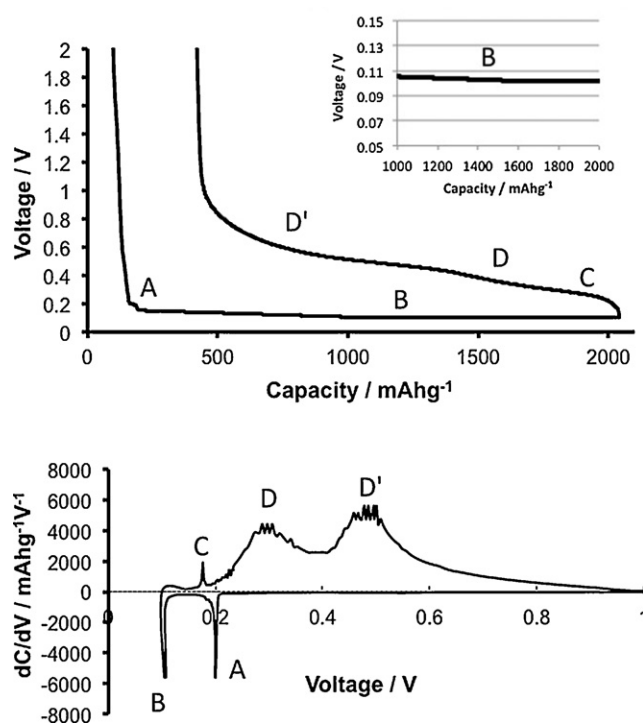 0.15
0.13
B
0.11
0.09
0.07
0.05
Voltage / V
1000 1200 1400 1600 1800 2000
Capacity / mAhg-1
2
1.8
1.6
1.4
1.2
1
0.8
0.6
0.4
0.2
0
Voltage / V
D'
D
C
A
B
0 500 1000 1500 2000
Capacity / mAhg-1
8000
6000
4000
2000
0
-2000
-4000
-6000
-8000
dC/dV / mAhg-1V-1
D'
D
C
0 0.2 0.4 0.6 0.8 1
A
B
Voltage / V